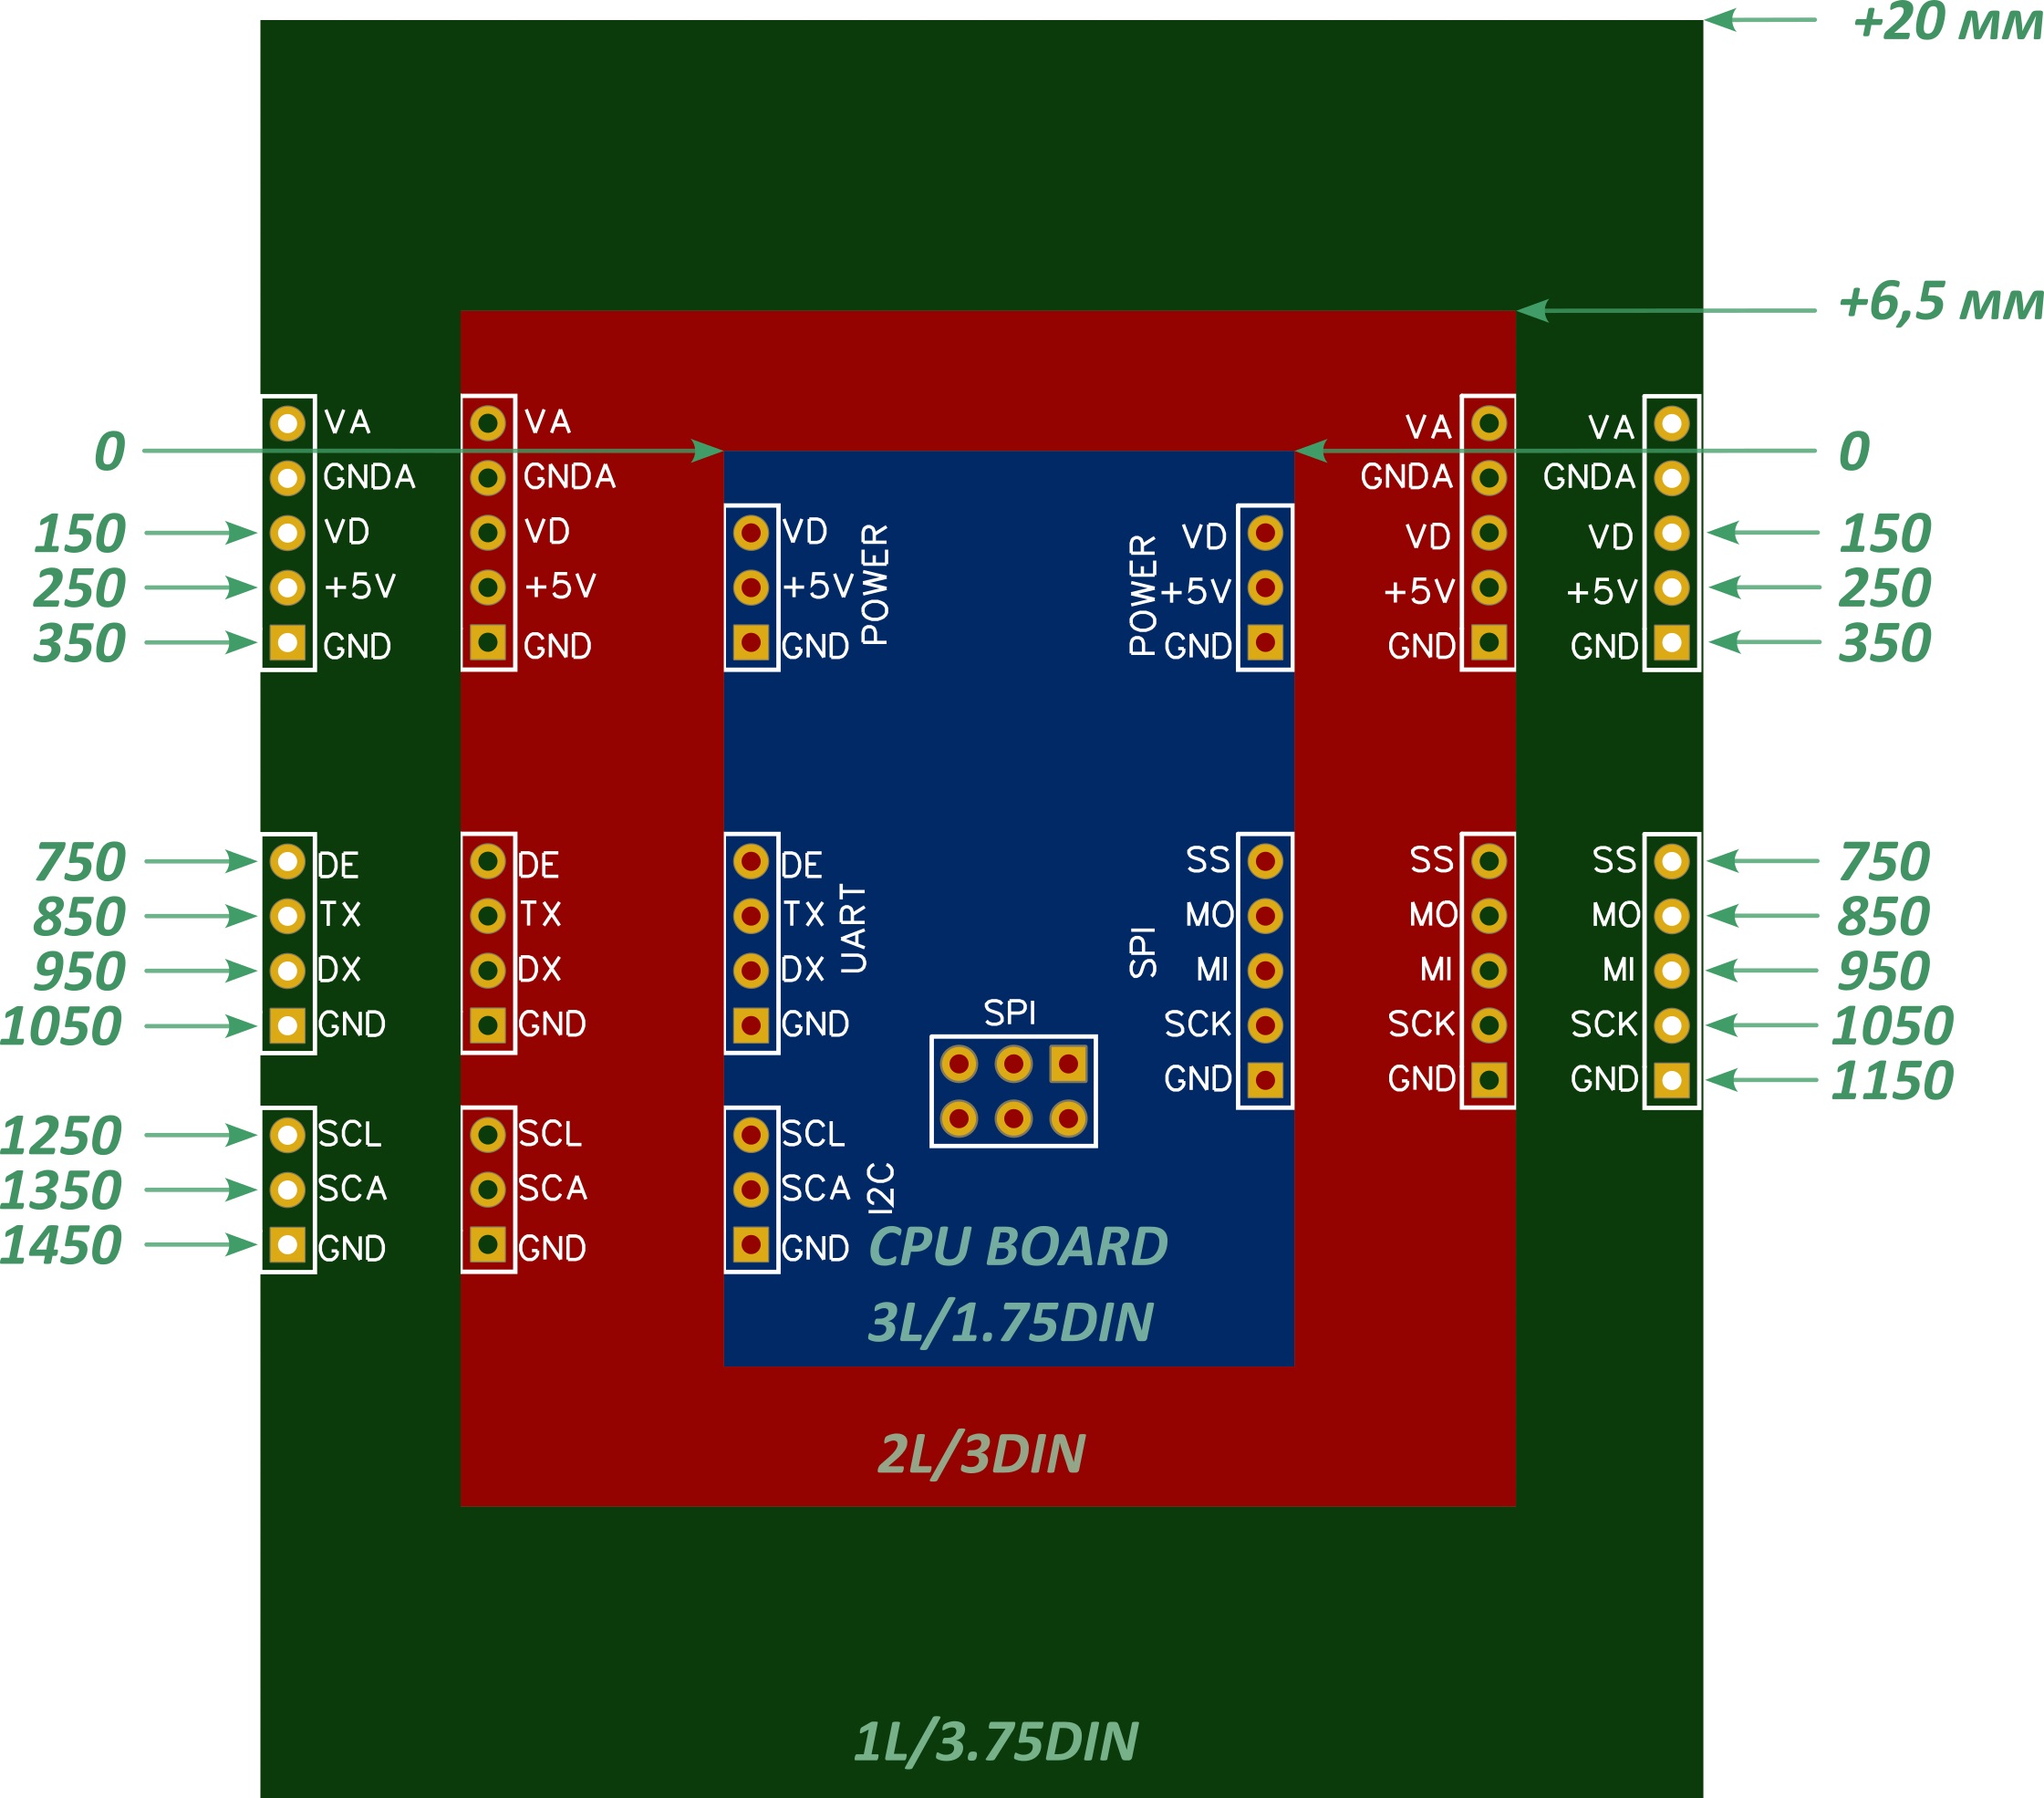 +20 мм
+6,5 мм
VA VA VA VA
0 0
GNDA GNDA GNDA GNDA
150 VD VD VD VD VD VD 150
250 +5V +5V +5V +5V +5V +5V 250
POWER POWER
350 GND GND GND GND GND GND 350
750 DE DE DE SS SS SS 750
850 TX TX TX MO MO MO 850
UART SPI
950 DX DX DX MI MI MI 950
1050 GND GND GND SCK SCK SCK 1050
SPI
GND GND GND 1150
1250 SCL SCL SCL
1350 SCA SCA SCA
I2C
1450 GND GND GND
CPU BOARD
3L/1.75DIN
2L/3DIN
1L/3.75DIN